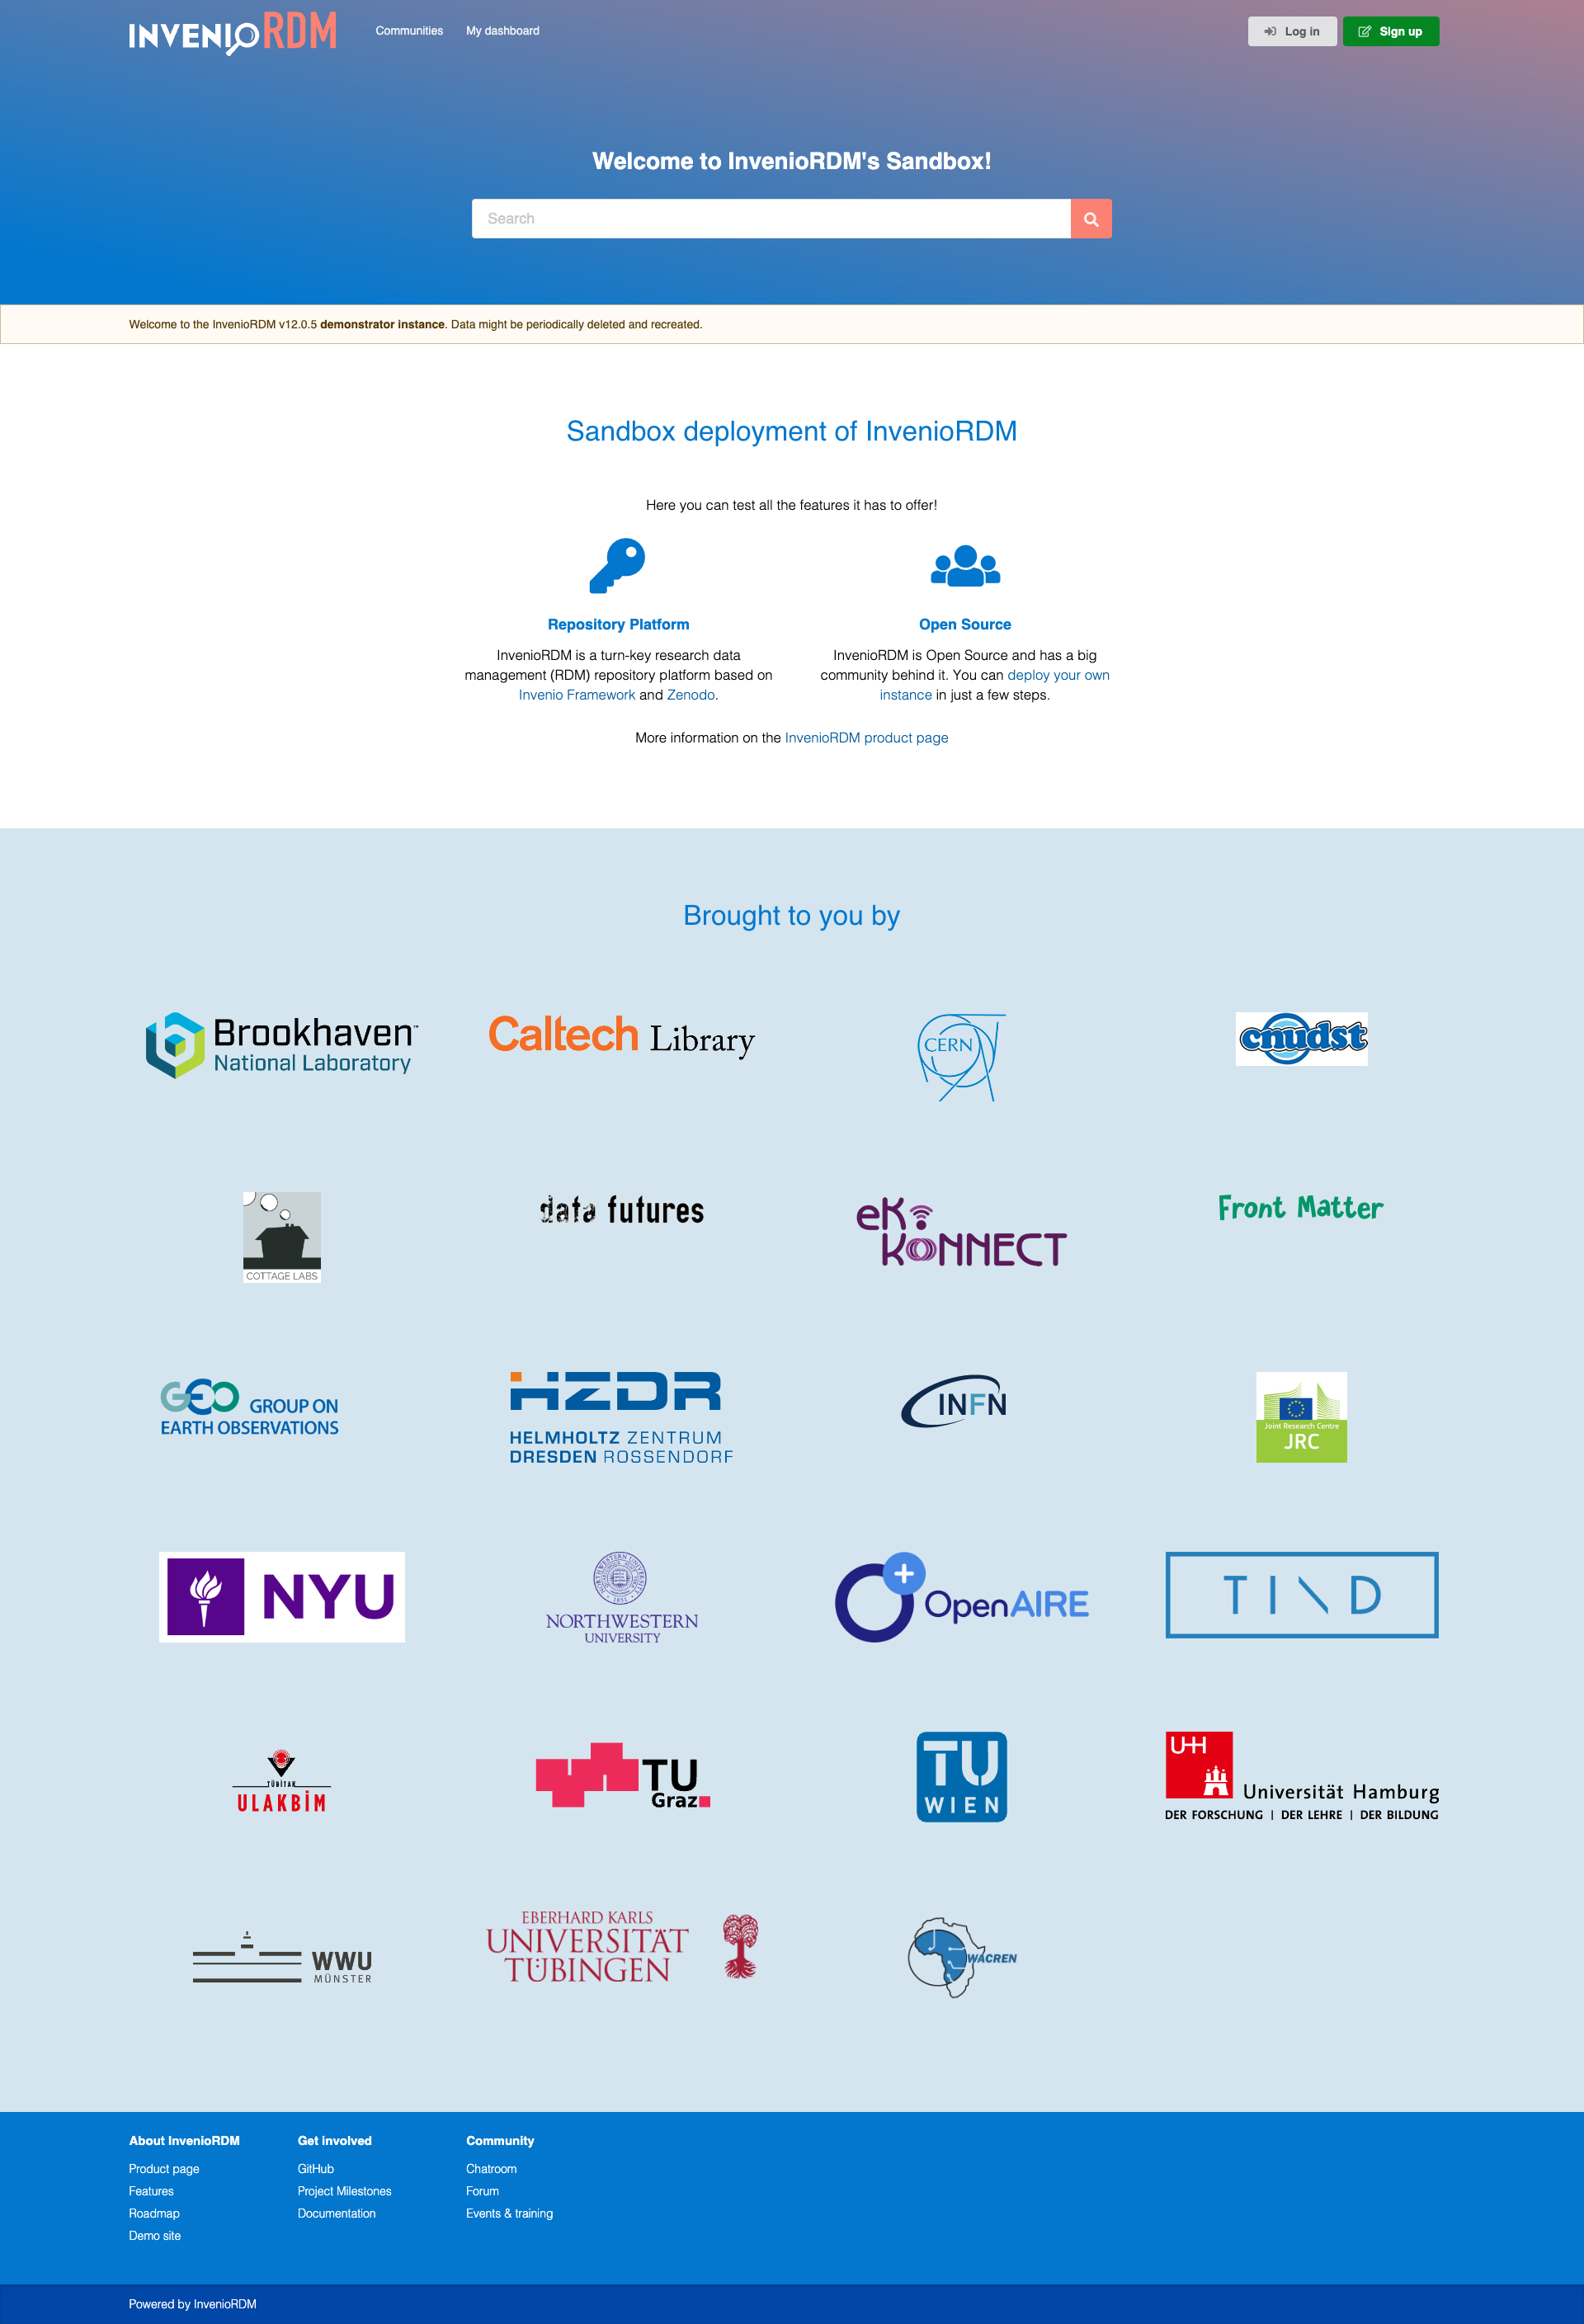 INVENIO RDM
Communities
My dashboard
Log in
Sign up
Welcome to InvenioRDM's Sandbox!
Search
Welcome to the InvenioRDM v12.0.5 demonstrator instance. Data might be periodically deleted and recreated.
Sandbox deployment of InvenioRDM
Here you can test all the features it has to offer!
Repository Platform
InvenioRDM is a turn-key research data
management (RDM) repository platform based on
Invenio Framework and Zenodo.
Open Source
InvenioRDM is Open Source and has a big
community behind it. You can deploy your own
instance in just a few steps.
More information on the InvenioRDM product page
Brought to you by
Brookhaven™
National Laboratory
Caltech Library
CERN
cnudst
COTTAGE LABS
data futures
eKo
KONNECT
Front Matter
GEO GROUP ON
EARTH OBSERVATIONS
HZDR
HELMHOLTZ ZENTRUM
DRESDEN ROSSENDORF
INFN
Joint Research Centre
JRC
NYU
NORTHWESTERN UNIVERSITY
1851
NORTHWESTERN
UNIVERSITY
OpenAIRE
TIND
TÜBİTAK
ULAKBİM
TU
Graz
TU
WIEN
UHH
Universität Hamburg
DER FORSCHUNG | DER LEHRE | DER BILDUNG
WWU
MÜNSTER
EBERHARD KARLS
UNIVERSITÄT
TÜBINGEN
WACREN
About InvenioRDM
Product page
Features
Roadmap
Demo site
Get involved
GitHub
Project Milestones
Documentation
Community
Chatroom
Forum
Events & training
Powered by InvenioRDM